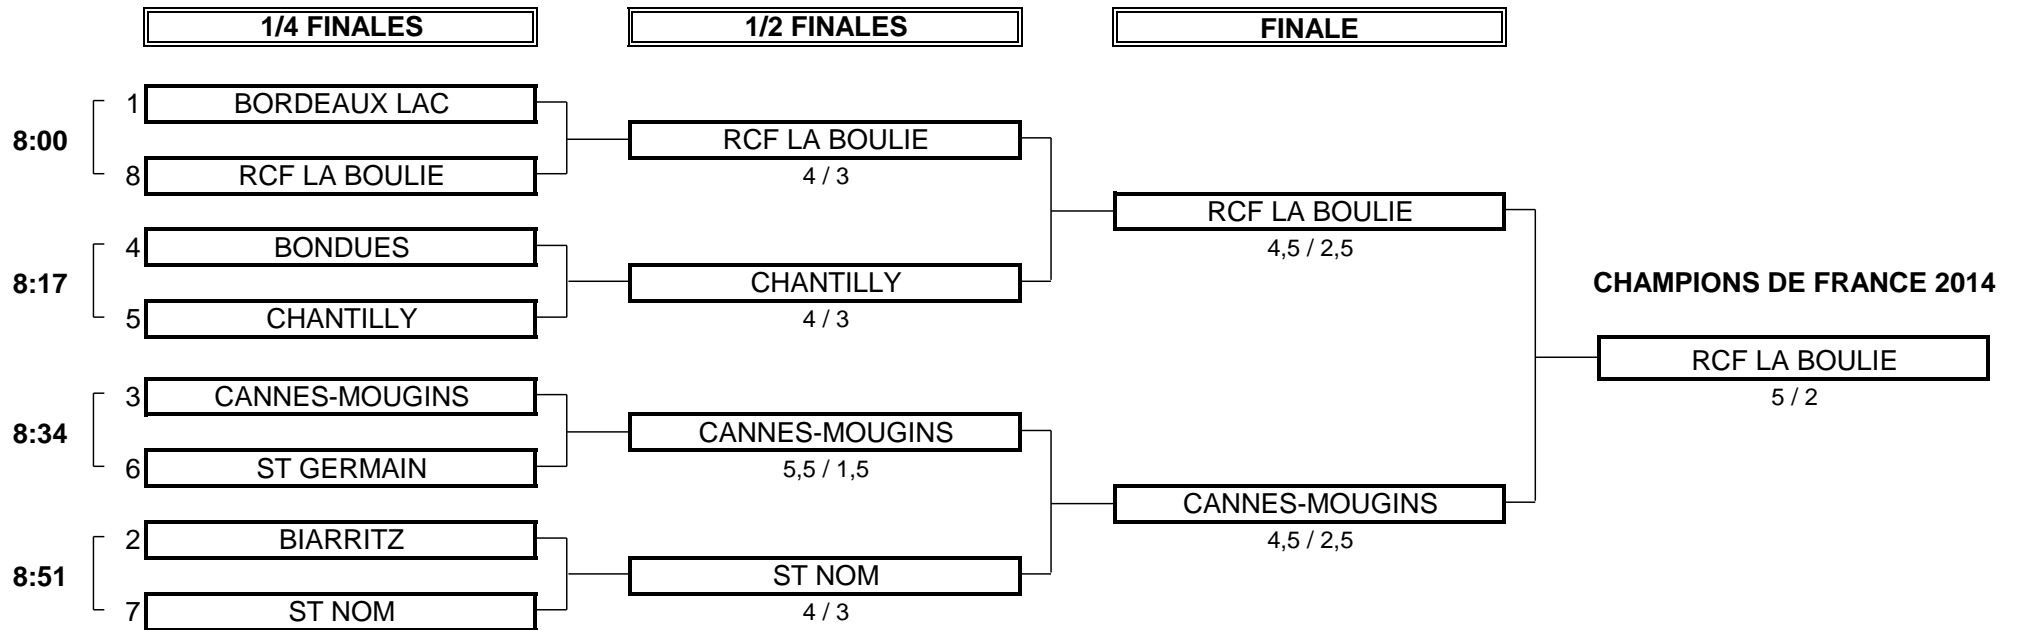 1/4 FINALES
1/2 FINALES
FINALE
8:00
1 BORDEAUX LAC
8 RCF LA BOULIE
8:17
4 BONDUES
5 CHANTILLY
8:34
3 CANNES-MOUGINS
6 ST GERMAIN
8:51
2 BIARRITZ
7 ST NOM
RCF LA BOULIE
4 / 3
CHANTILLY
4 / 3
CANNES-MOUGINS
5,5 / 1,5
ST NOM
4 / 3
RCF LA BOULIE
4,5 / 2,5
CANNES-MOUGINS
4,5 / 2,5
CHAMPIONS DE FRANCE 2014
RCF LA BOULIE
5 / 2